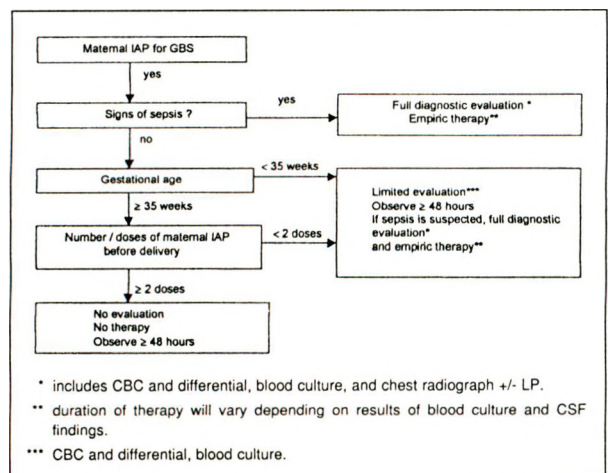 Maternal IAP for GBS
yes
Signs of sepsis ?
yes
Full diagnostic evaluation *
Empiric therapy**
no
Gestational age
< 35 weeks
Limited evaluation***
Observe ≥ 48 hours
If sepsis is suspected, full diagnostic
evaluation*
and empiric therapy**
≥ 35 weeks
Number / doses of maternal IAP
before delivery
< 2 doses
≥ 2 doses
No evaluation
No therapy
Observe ≥ 48 hours
* includes CBC and differential, blood culture, and chest radiograph +/- LP.
** duration of therapy will vary depending on results of blood culture and CSF
findings.
*** CBC and differential, blood culture.